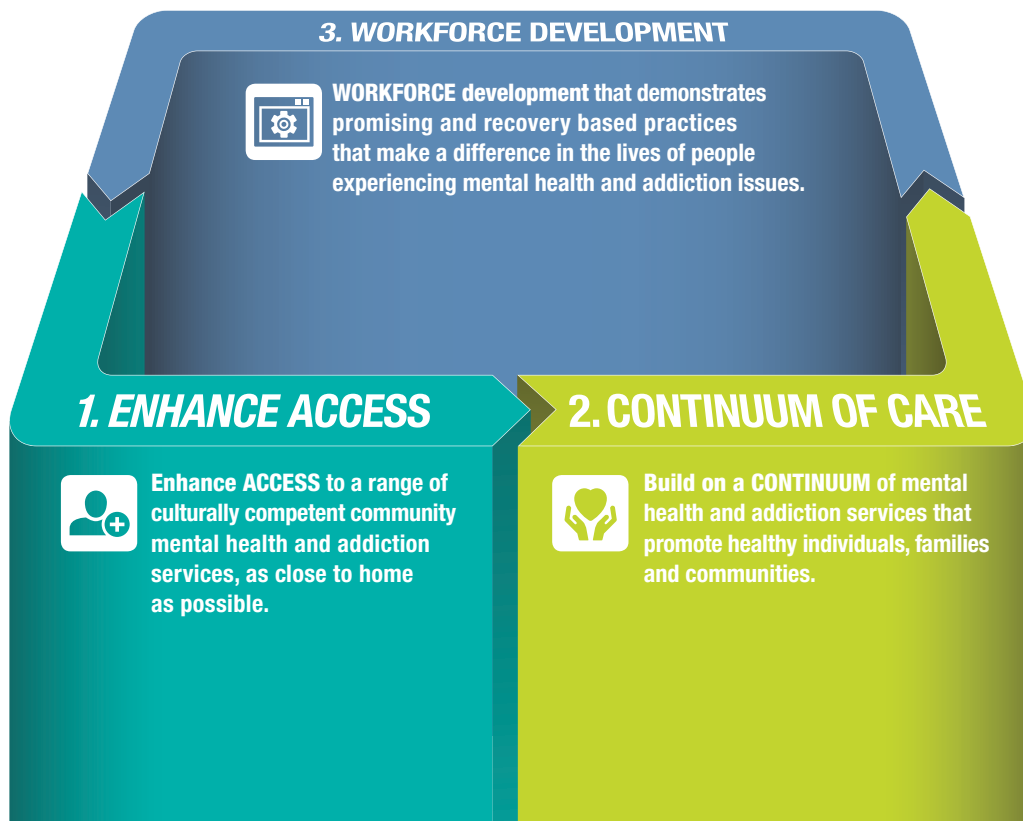 3. WORKFORCE DEVELOPMENT
WORKFORCE development that demonstrates
promising and recovery based practices
that make a difference in the lives of people
experiencing mental health and addiction issues.
1. ENHANCE ACCESS
Enhance ACCESS to a range of
culturally competent community
mental health and addiction
services, as close to home
as possible.
2. CONTINUUM OF CARE
Build on a CONTINUUM of mental
health and addiction services that
promote healthy individuals, families
and communities.